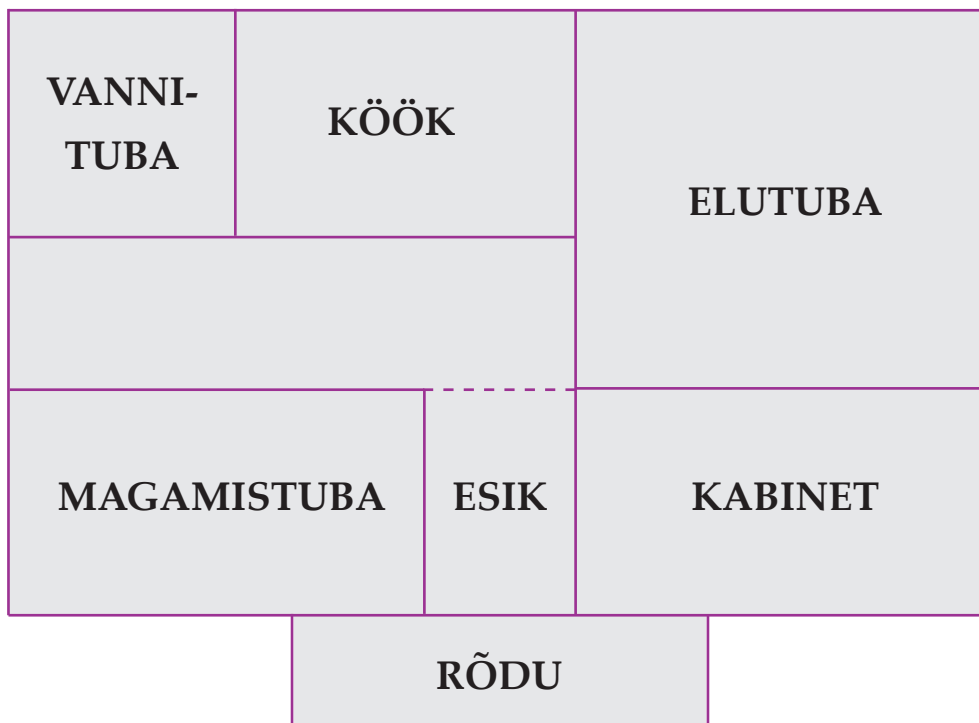 VANNI-
TUBA
KÖÖK
ELUTUBA
MAGAMISTUBA
ESIK
KABINET
RÕDU